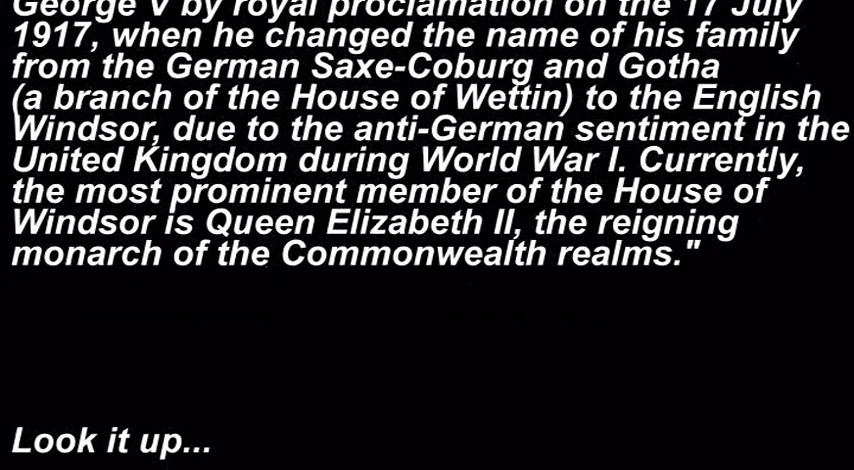 George V by royal proclamation on the 17 July
1917, when he changed the name of his family
from the German Saxe-Coburg and Gotha
(a branch of the House of Wettin) to the English
Windsor, due to the anti-German sentiment in the
United Kingdom during World War I. Currently,
the most prominent member of the House of
Windsor is Queen Elizabeth II, the reigning
monarch of the Commonwealth realms."
Look it up...